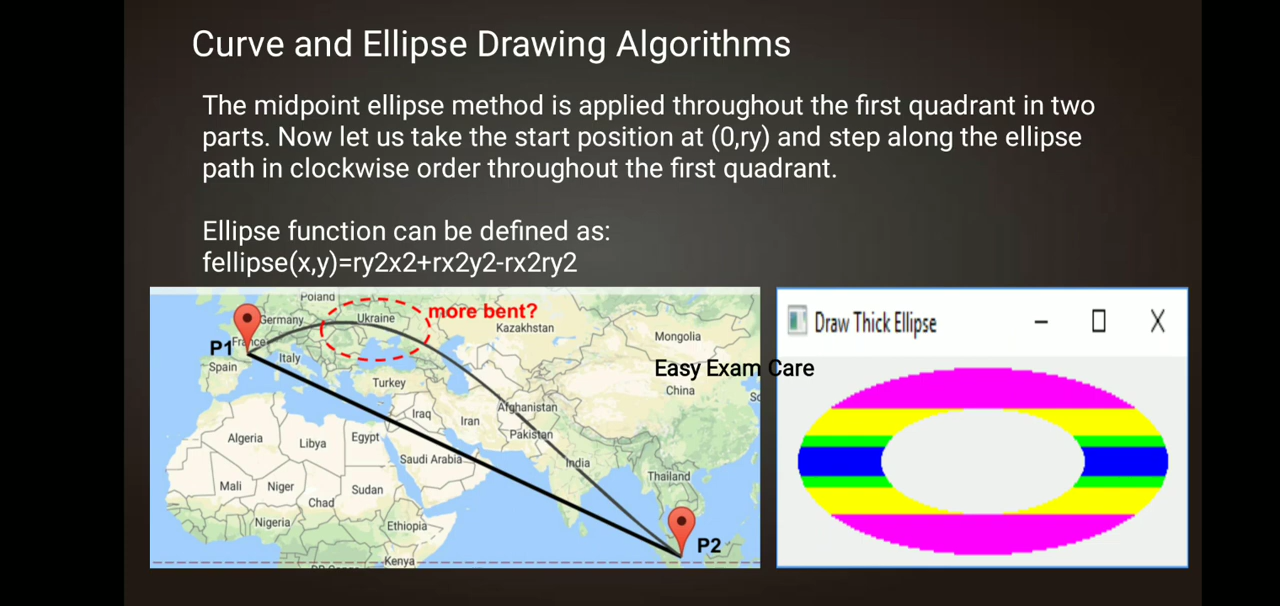 Curve and Ellipse Drawing Algorithms
The midpoint ellipse method is applied throughout the first quadrant in two
parts. Now let us take the start position at (0,ry) and step along the ellipse
path in clockwise order throughout the first quadrant.
Ellipse function can be defined as:
fellipse(x,y)=ry2x2+rx2y2-rx2ry2
Poland
more bent?
Germany
Ukraine
Kazakhstan
Mongolia
P1
France
Italy
Spain
Easy Exam Care
Turkey
China
Afghanistan
Iraq
Iran
Pakistan
Algeria
Libya
Egypt
Saudi Arabia
India
Thailand
Mali
Niger
Sudan
Chad
Nigeria
Ethiopia
P2
Kenya
Draw Thick Ellipse